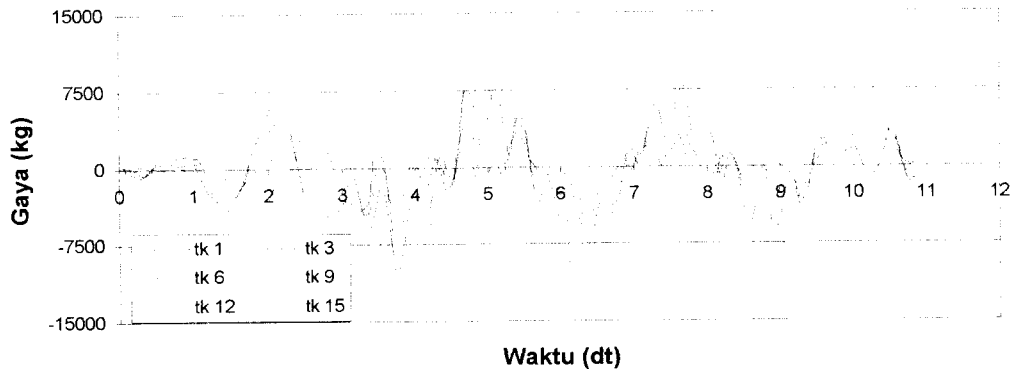 15000
7500
Gaya (kg)
0
0 1 2 3 4 5 6 7 8 9 10 11 12
-7500
tk 1 tk 3
tk 6 tk 9
tk 12 tk 15
-15000
Waktu (dt)